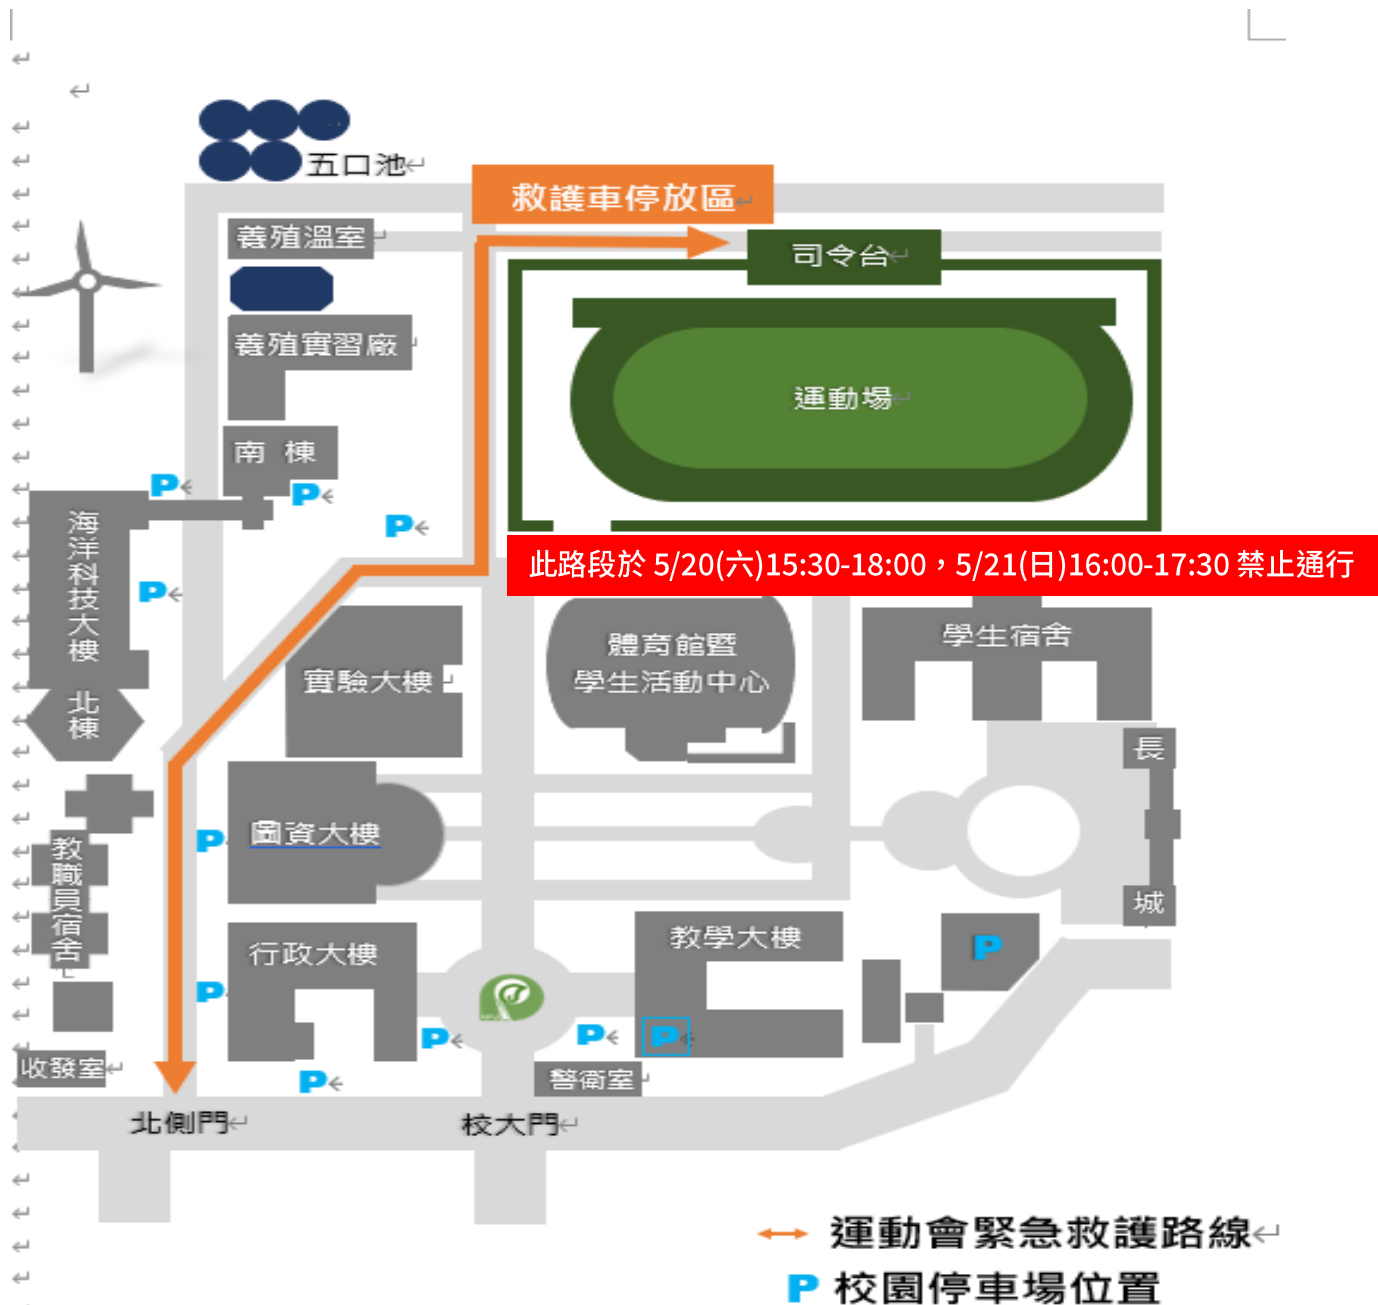 五口池
救護車停放區
養殖溫室
司令台
養殖實習廠
運動場
南 棟
P
P
P
海洋科技大樓
此路段於 5/20(六)15:30-18:00，5/21(日)16:00-17:30 禁止通行
P
體育館暨
學生活動中心
學生宿舍
實驗大樓
北棟
長
圖資大樓
P
教職員宿舍
城
行政大樓
教學大樓
P
P
P
P
P
收發室
P
警衛室
北側門
校大門
運動會緊急救護路線
P 校園停車場位置